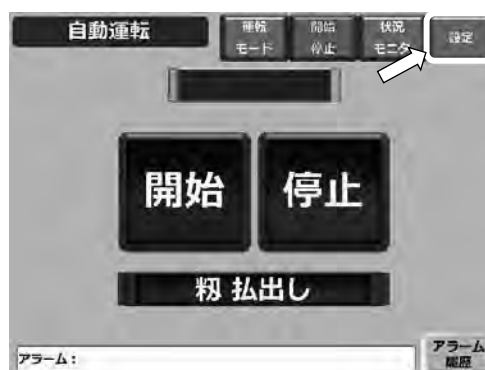 自動運転
運転
モード
開始
停止
状況
モニタ
設定
開始
停止
籾 払出し
アラーム：
アラーム
履歴